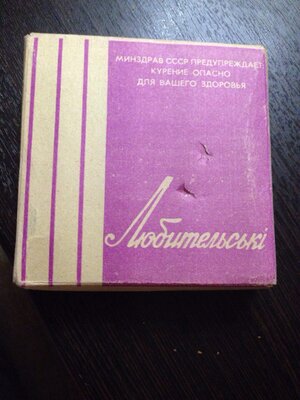 МИНЗДРАВ СССР ПРЕДУПРЕЖДАЕТ:
КУРЕНИЕ ОПАСНО
ДЛЯ ВАШЕГО ЗДОРОВЬЯ
Любительські